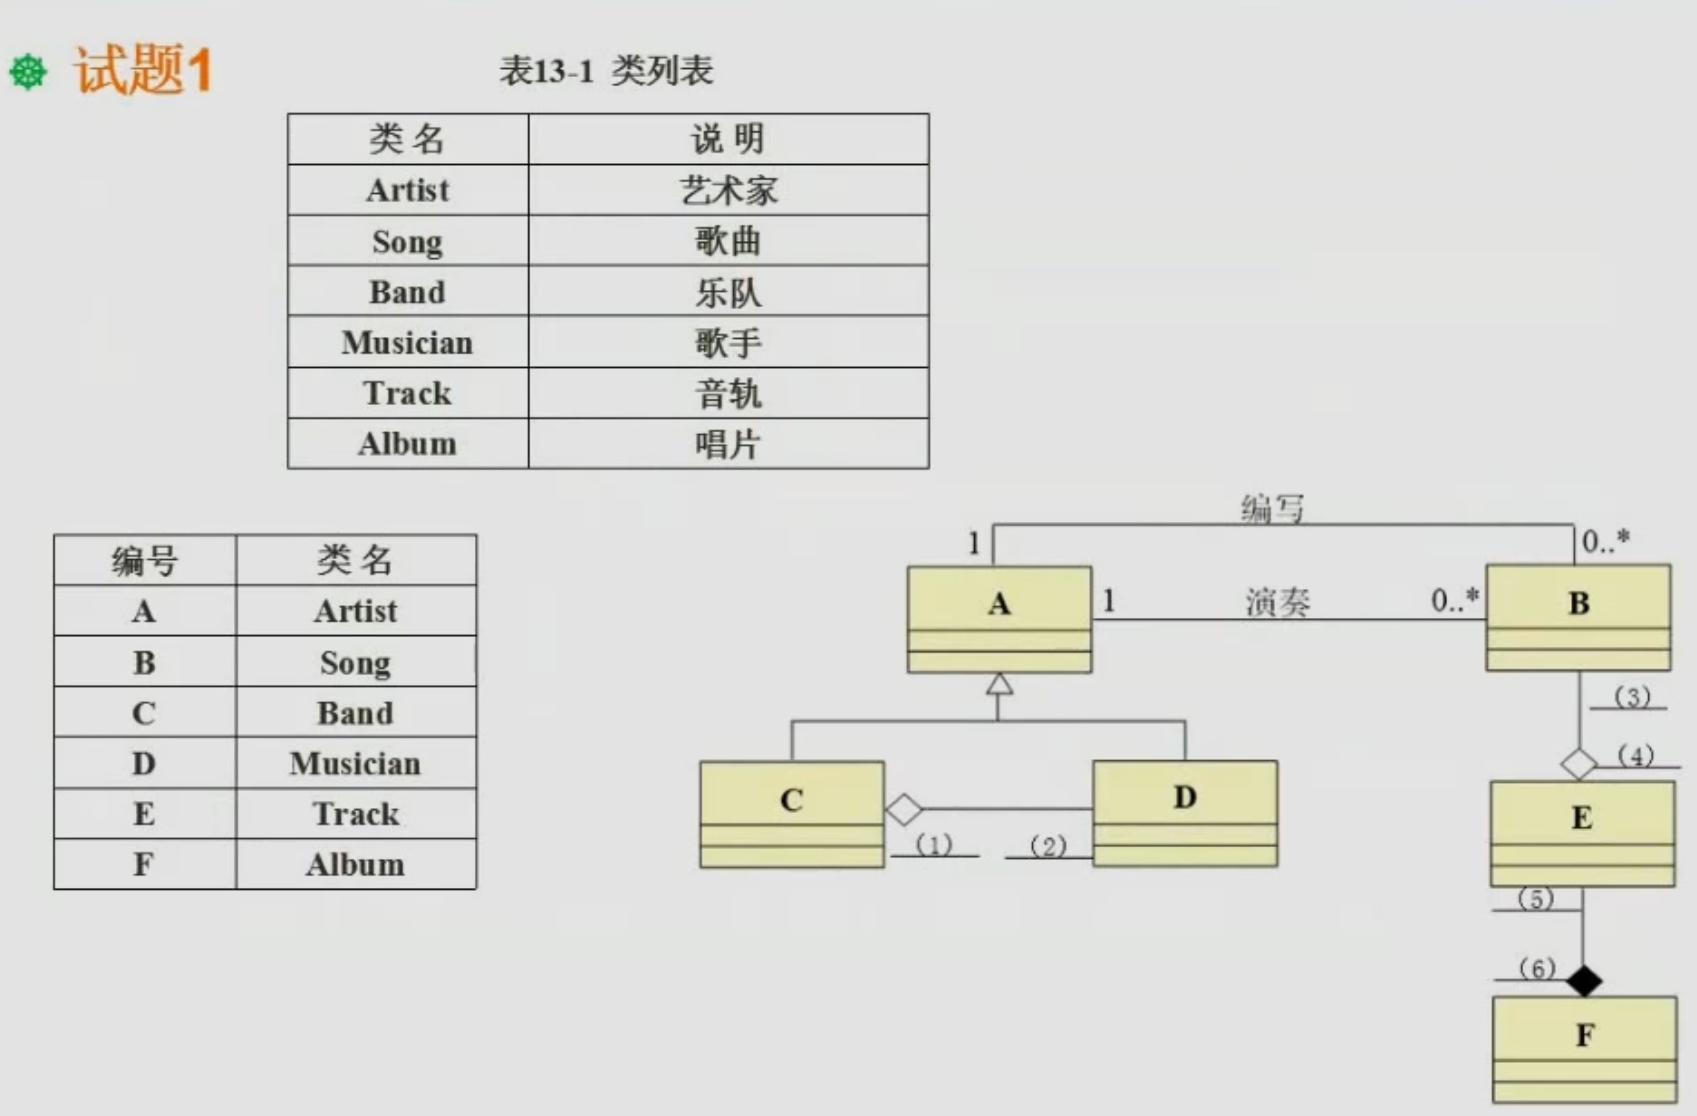 试题1
表13-1 类列表
类名 说明
Artist 艺术家
Song 歌曲
Band 乐队
Musician 歌手
Track 音轨
Album 唱片
编号 类名
A Artist
B Song
C Band
D Musician
E Track
F Album
编写
1 0..*
A 1 演奏 0..* B
(3)
(4)
C D E
(1) (2)
(5)
(6)
F